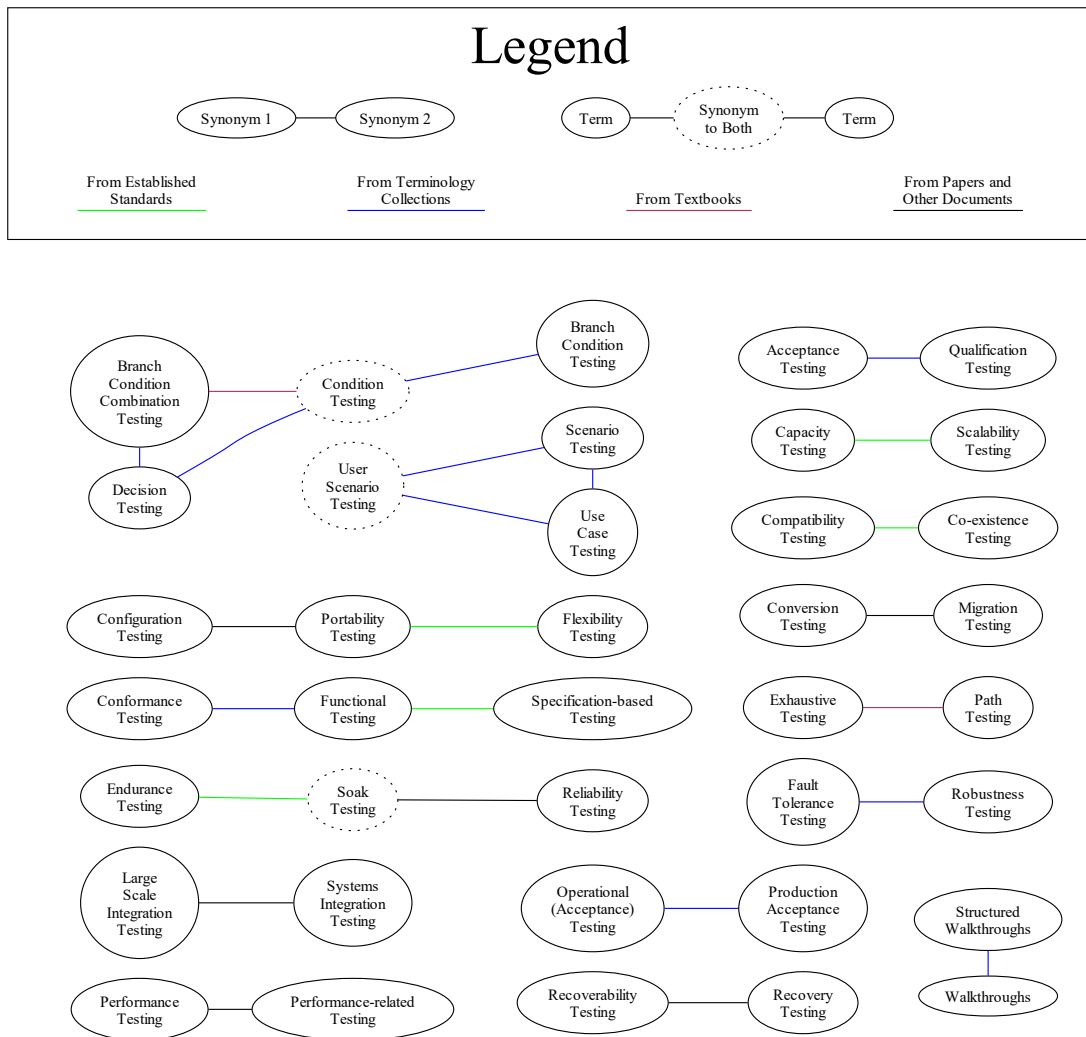 Legend
Synonym 1
Synonym 2
Term
Synonym
to Both
Term
From Established
Standards
From Terminology
Collections
From Textbooks
From Papers and
Other Documents
Branch
Condition
Combination
Testing
Condition
Testing
Branch
Condition
Testing
Decision
Testing
User
Scenario
Testing
Scenario
Testing
Use
Case
Testing
Acceptance
Testing
Qualification
Testing
Capacity
Testing
Scalability
Testing
Compatibility
Testing
Co-existence
Testing
Configuration
Testing
Portability
Testing
Flexibility
Testing
Conversion
Testing
Migration
Testing
Conformance
Testing
Functional
Testing
Specification-based
Testing
Exhaustive
Testing
Path
Testing
Endurance
Testing
Soak
Testing
Reliability
Testing
Fault
Tolerance
Testing
Robustness
Testing
Large
Scale
Integration
Testing
Systems
Integration
Testing
Operational
(Acceptance)
Testing
Production
Acceptance
Testing
Structured
Walkthroughs
Walkthroughs
Performance
Testing
Performance-related
Testing
Recoverability
Testing
Recovery
Testing